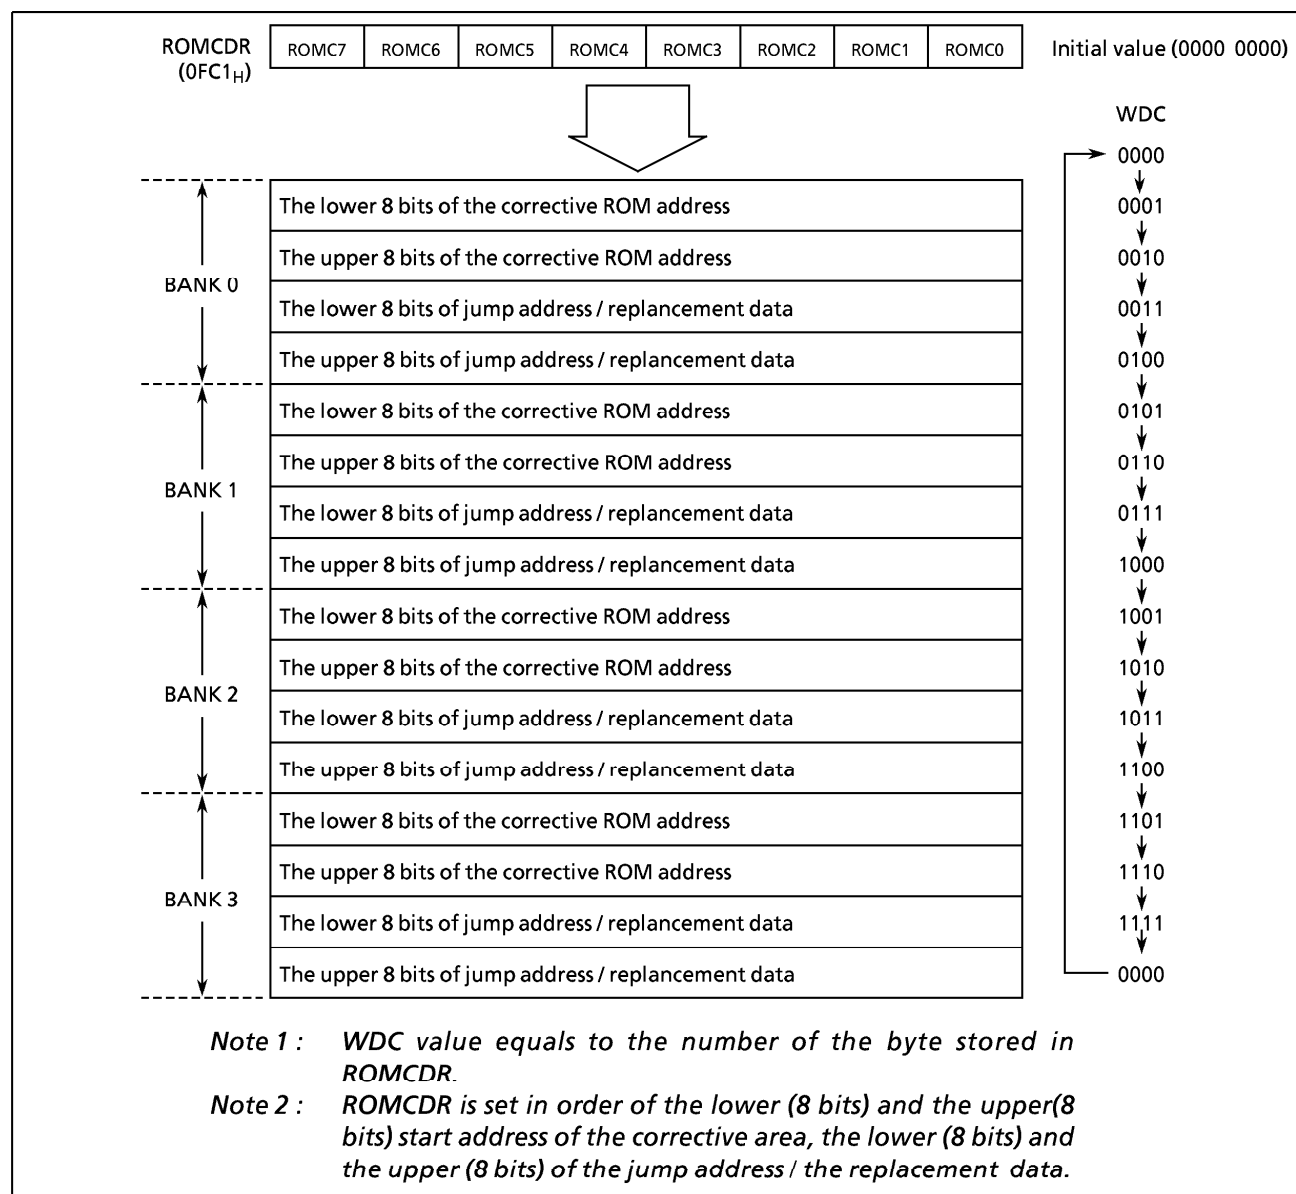 ROMCDR ROMC7 ROMC6 ROMC5 ROMC4 ROMC3 ROMC2 ROMC1 ROMC0 Initial value (0000 0000)
(0FC1H)
WDC
0000
The lower 8 bits of the corrective ROM address 0001
The upper 8 bits of the corrective ROM address 0010
BANK 0
The lower 8 bits of jump address / replancement data 0011
The upper 8 bits of jump address / replancement data 0100
The lower 8 bits of the corrective ROM address 0101
The upper 8 bits of the corrective ROM address 0110
BANK 1
The lower 8 bits of jump address / replancement data 0111
The upper 8 bits of jump address / replancement data 1000
The lower 8 bits of the corrective ROM address 1001
The upper 8 bits of the corrective ROM address 1010
BANK 2
The lower 8 bits of jump address / replancement data 1011
The upper 8 bits of jump address / replancement data 1100
The lower 8 bits of the corrective ROM address 1101
The upper 8 bits of the corrective ROM address 1110
BANK 3
The lower 8 bits of jump address / replancement data 1111
The upper 8 bits of jump address / replancement data 0000
Note 1 : WDC value equals to the number of the byte stored in
ROMCDR.
Note 2 : ROMCDR is set in order of the lower (8 bits) and the upper(8
bits) start address of the corrective area, the lower (8 bits) and
the upper (8 bits) of the jump address / the replacement data.